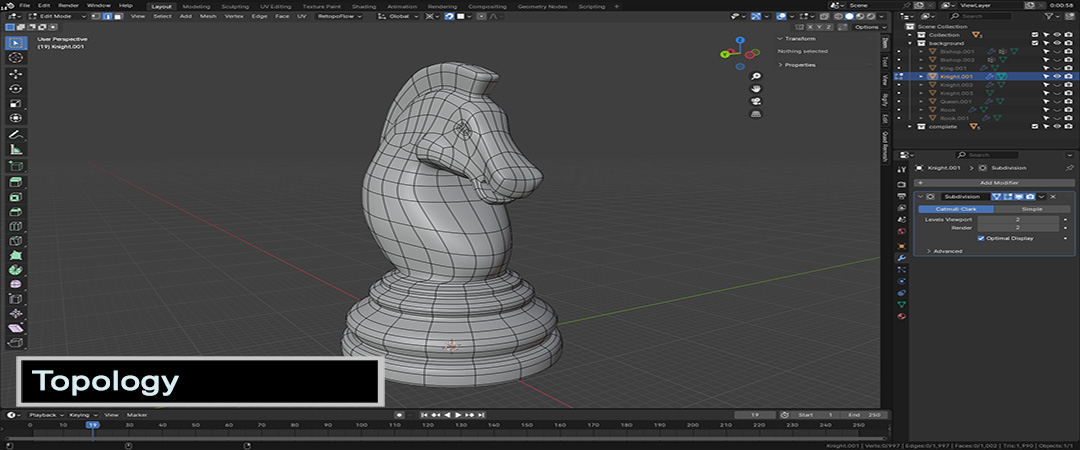 File Edit Render Window Help Layout Modeling Sculpting UV Editing Texture Paint Shading Animation Rendering Compositing Geometry Nodes Scripting + Scene ViewLayer 0:00:58
Edit Mode View Select Add Mesh Vertex Edge Face UV RetopoFlow Global Search
X Y Z Options
Scene Collection
Collection
background
Bishop.001
Bishop.002
King.001
Knight.001
Knight.002
Knight.003
Queen.001
Rook
Rook.001
complete
User Perspective
(19) Knight.001
Transform
Nothing selected
Properties
Item
Tool
View
Edit
Quad Remesh
Search
Knight.001 > Subdivision
Add Modifier
Subdivision
Catmull-Clark Simple
Levels Viewport 2
Render 2
Optimal Display
Advanced
Topology
Playback Keying View Marker 19 Start 1 End 250
0 10 19 30 40 50 60 70 80 90 100 110 120 130 140 150 160 170 180 190 200 210 220 230 240 250
Knight.001 | Verts:0/997 | Edges:0/1,997 | Faces:0/1,002 | Tris:1,990 | Objects:1/1